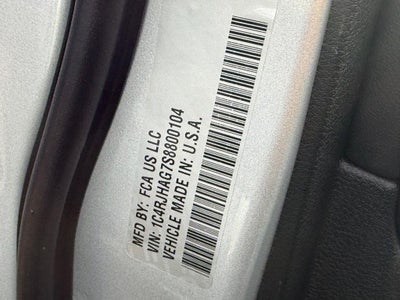 MFD BY: FCA US LLC
VIN: 1C4RJHAG7S8800104
VEHICLE MADE IN: U.S.A.